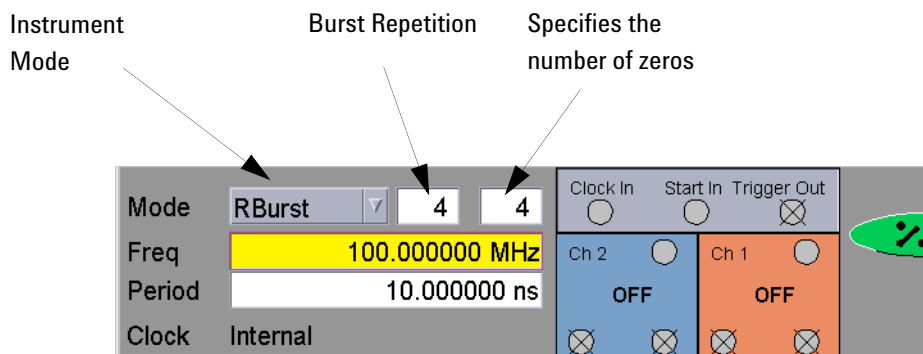 Instrument
Mode
Burst Repetition
Specifies the
number of zeros
Mode RBurst 4 4
Freq 100.000000 MHz
Period 10.000000 ns
Clock Internal
Clock In Start In Trigger Out
Ch 2 Ch 1
OFF OFF